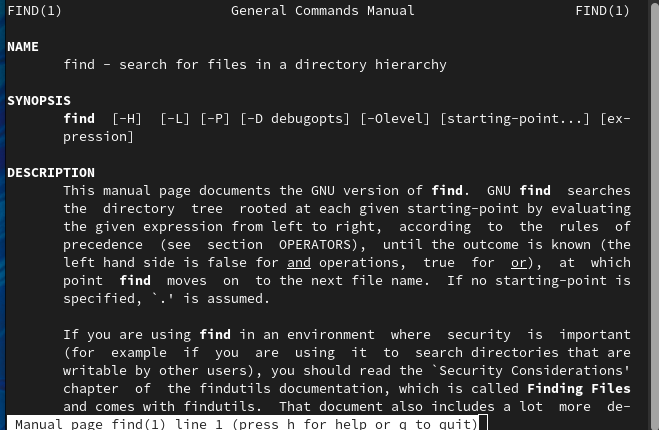 FIND(1) General Commands Manual FIND(1)
NAME
find - search for files in a directory hierarchy
SYNOPSIS
find [-H] [-L] [-P] [-D debugopts] [-Olevel] [starting-point...] [ex-
pression]
DESCRIPTION
This manual page documents the GNU version of find. GNU find searches
the directory tree rooted at each given starting-point by evaluating
the given expression from left to right, according to the rules of
precedence (see section OPERATORS), until the outcome is known (the
left hand side is false for and operations, true for or), at which
point find moves on to the next file name. If no starting-point is
specified, `.' is assumed.
If you are using find in an environment where security is important
(for example if you are using it to search directories that are
writable by other users), you should read the `Security Considerations'
chapter of the findutils documentation, which is called Finding Files
and comes with findutils. That document also includes a lot more de-
Manual page find(1) line 1 (press h for help or q to quit)